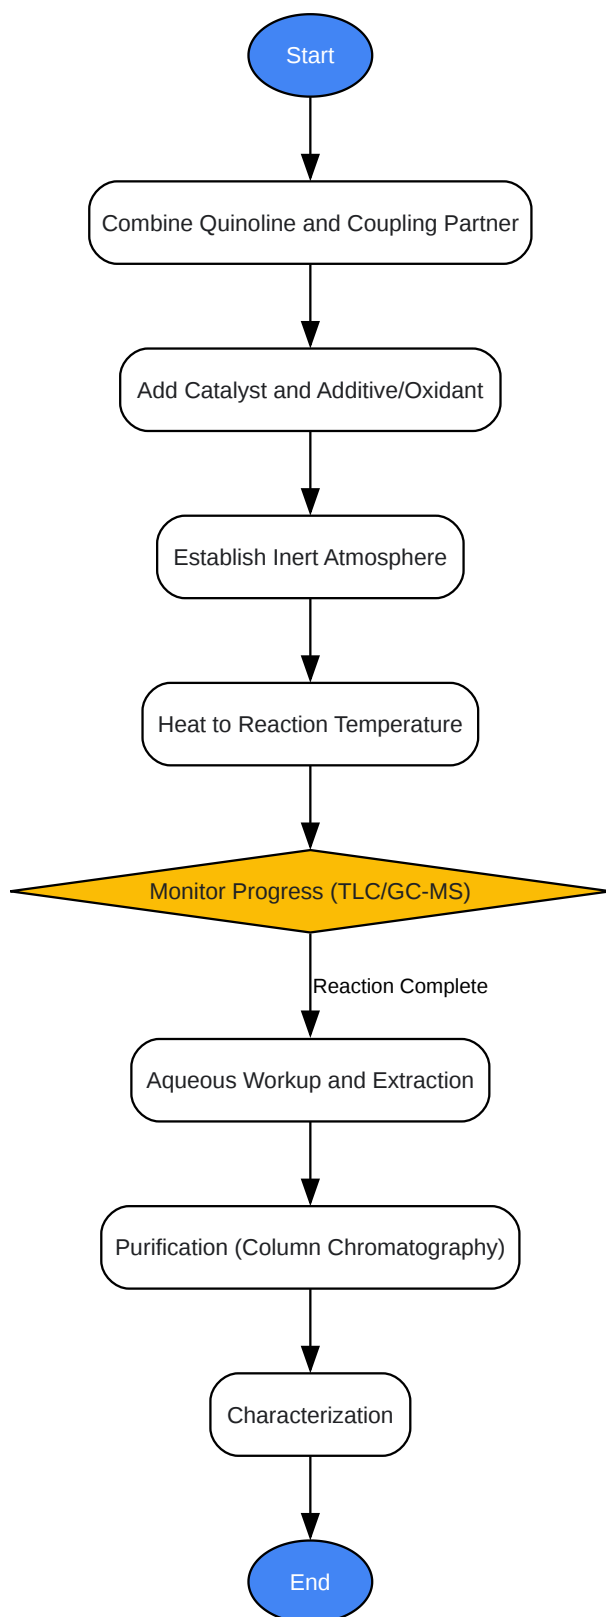 Start
Combine Quinoline and Coupling Partner
Add Catalyst and Additive/Oxidant
Establish Inert Atmosphere
Heat to Reaction Temperature
Monitor Progress (TLC/GC-MS)
Reaction Complete
Aqueous Workup and Extraction
Purification (Column Chromatography)
Characterization
End